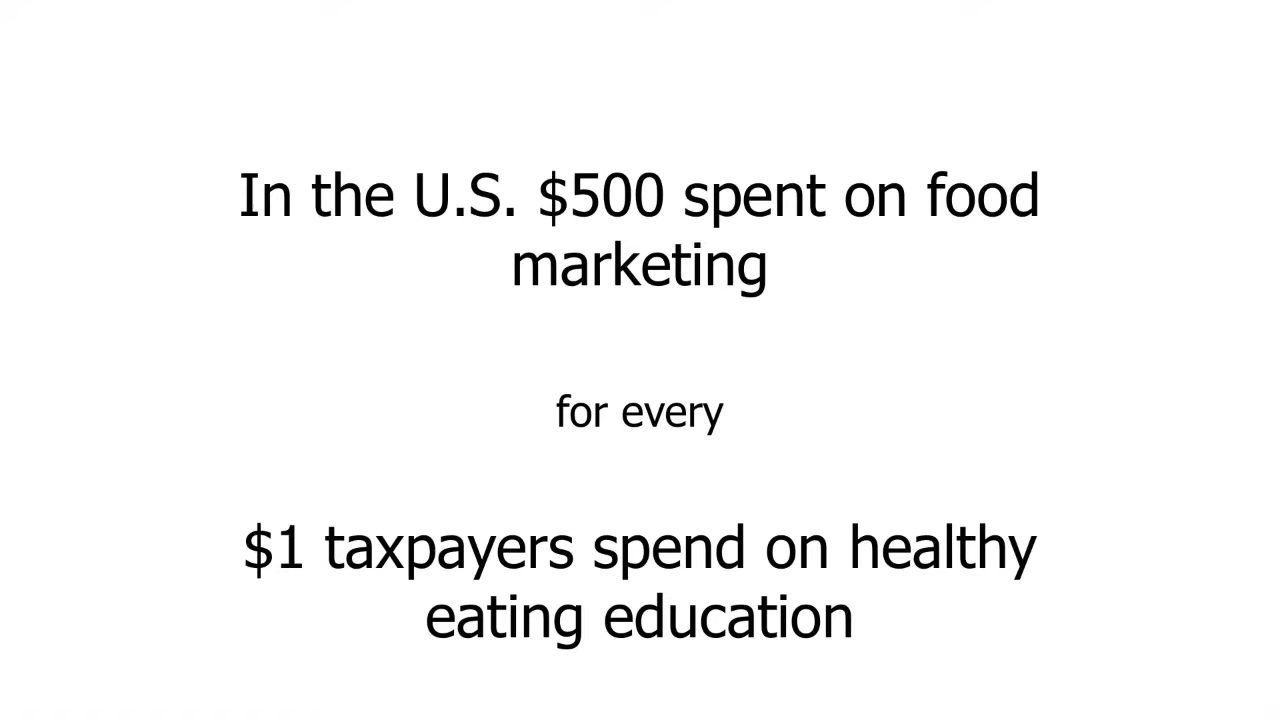 In the U.S. $500 spent on food
marketing
for every
$1 taxpayers spend on healthy
eating education